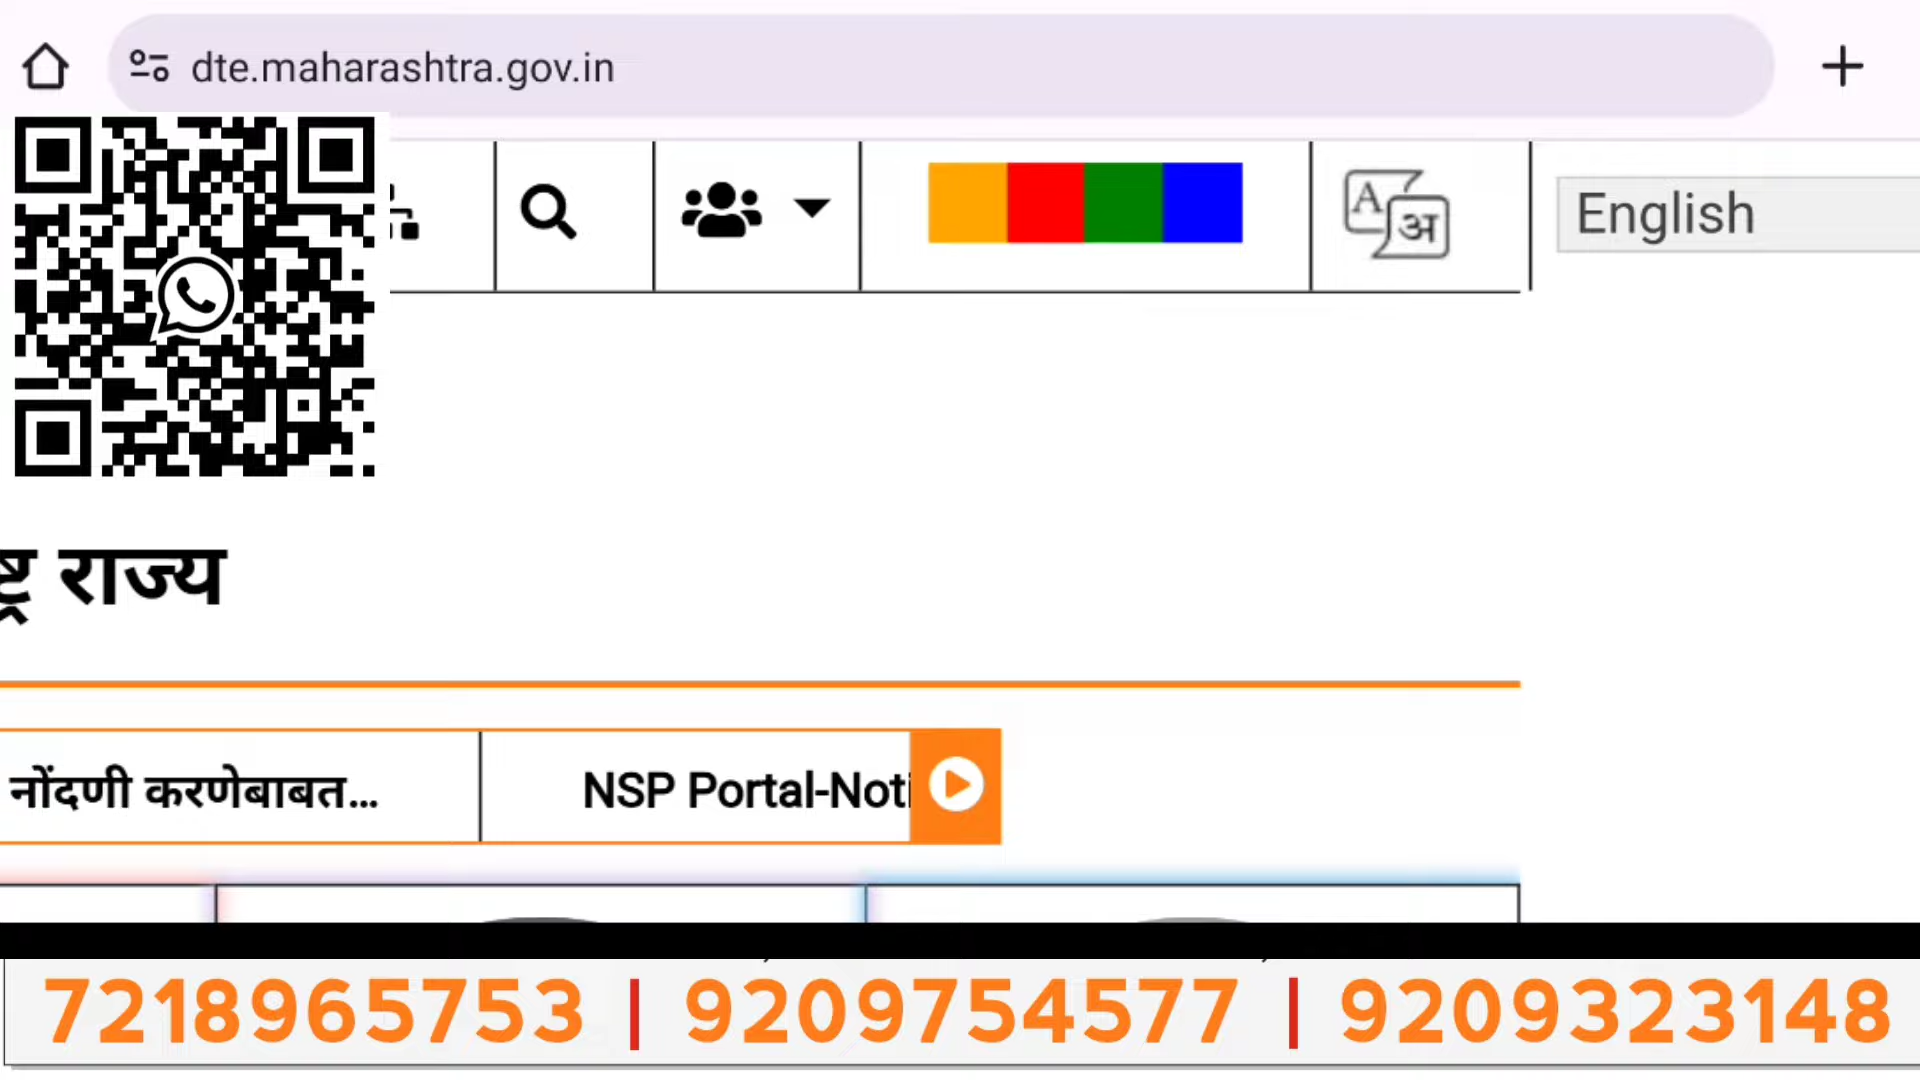 dte.maharashtra.gov.in
A अ
English
ष्ट्र राज्य
नोंदणी करणेबाबत...
NSP Portal-Noti
7218965753 | 9209754577 | 9209323148